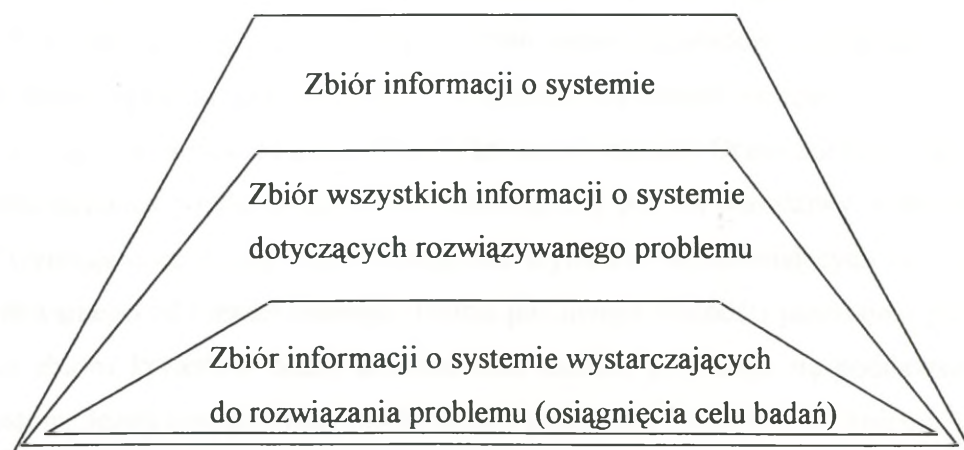 Zbiór informacji o systemie
Zbiór wszystkich informacji o systemie
dotyczących rozwiązywanego problemu
Zbiór informacji o systemie wystarczających
do rozwiązania problemu (osiągnięcia celu badań)